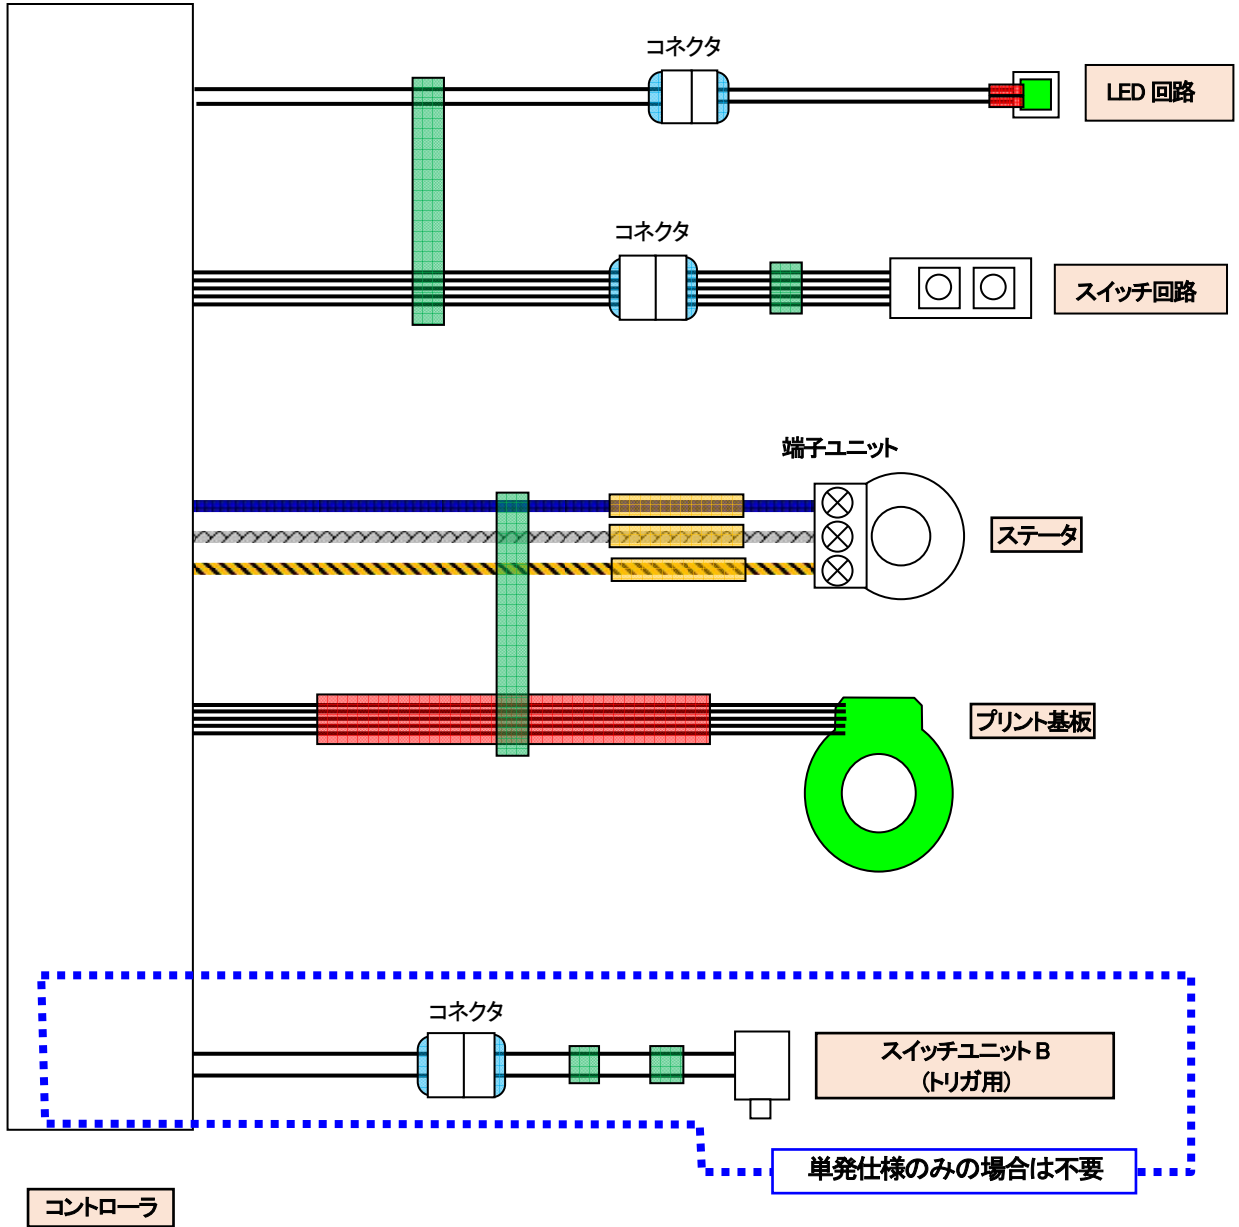 コネクタ
LED 回路
コネクタ
スイッチ回路
端子ユニット
ステータ
プリント基板
コネクタ
スイッチユニット B
(トリガ用)
単発仕様のみの場合は不要
コントローラ